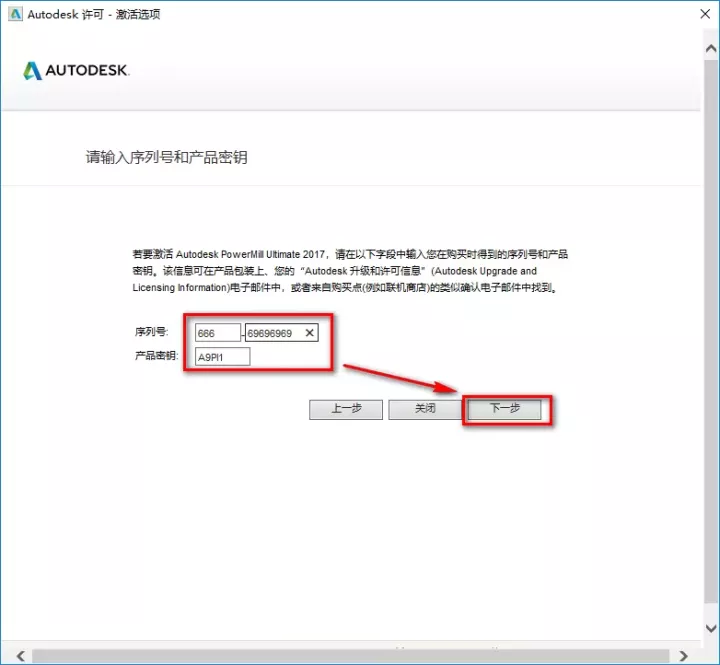 Autodesk 许可 - 激活选项
AUTODESK.
请输入序列号和产品密钥
若要激活 Autodesk PowerMill Ultimate 2017，请在以下字段中输入您在购买时得到的序列号和产品
密钥。该信息可在产品包装上、您的“Autodesk 升级和许可信息”(Autodesk Upgrade and
Licensing Information)电子邮件中，或者来自购买点(例如联机商店)的类似确认电子邮件中找到。
序列号: 666 - 69696969
产品密钥: A9PI1
上一步 关闭 下一步